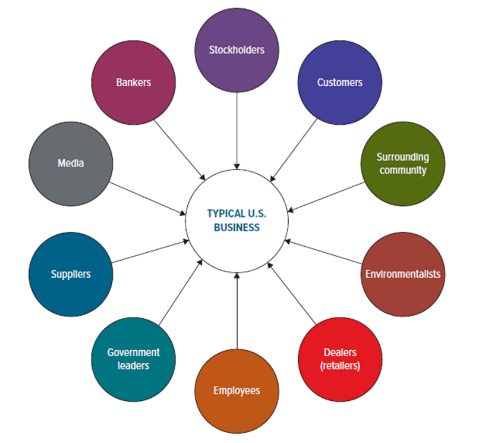 Stockholders
Bankers
Customers
Media
Surrounding
community
TYPICAL U.S.
BUSINESS
Suppliers
Environmentalists
Government
leaders
Dealers
(retailers)
Employees